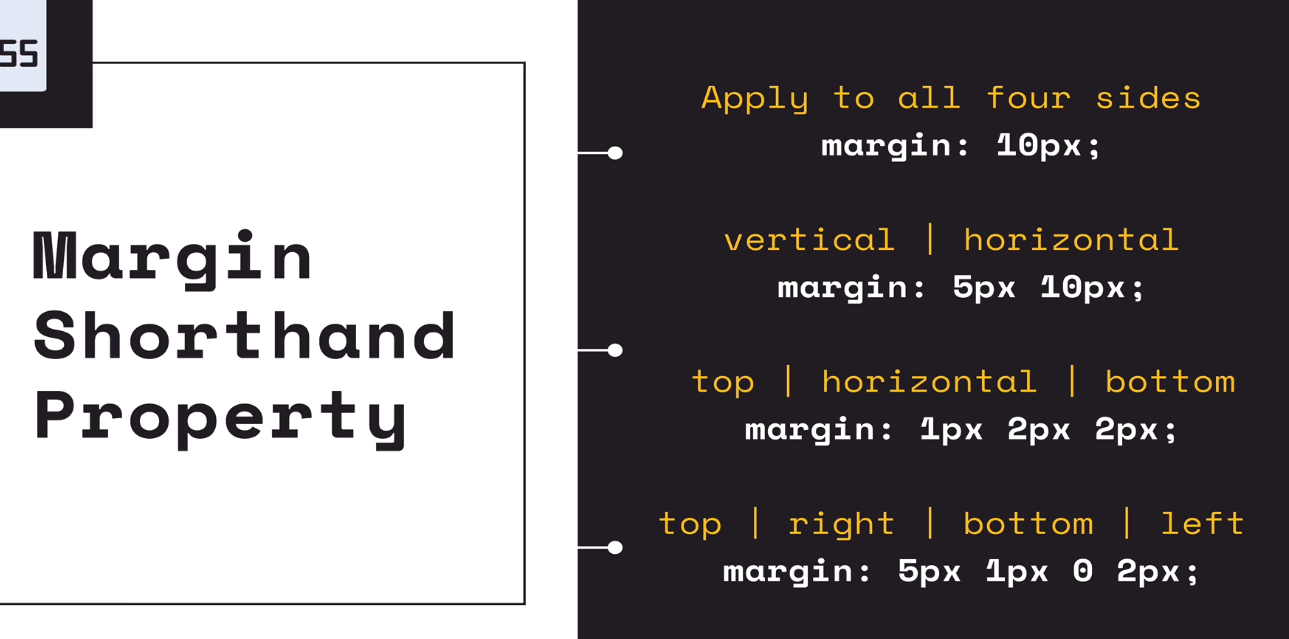 SS
Margin
Shorthand
Property
Apply to all four sides
margin: 10px;
vertical | horizontal
margin: 5px 10px;
top | horizontal | bottom
margin: 1px 2px 2px;
top | right | bottom | left
margin: 5px 1px 0 2px;